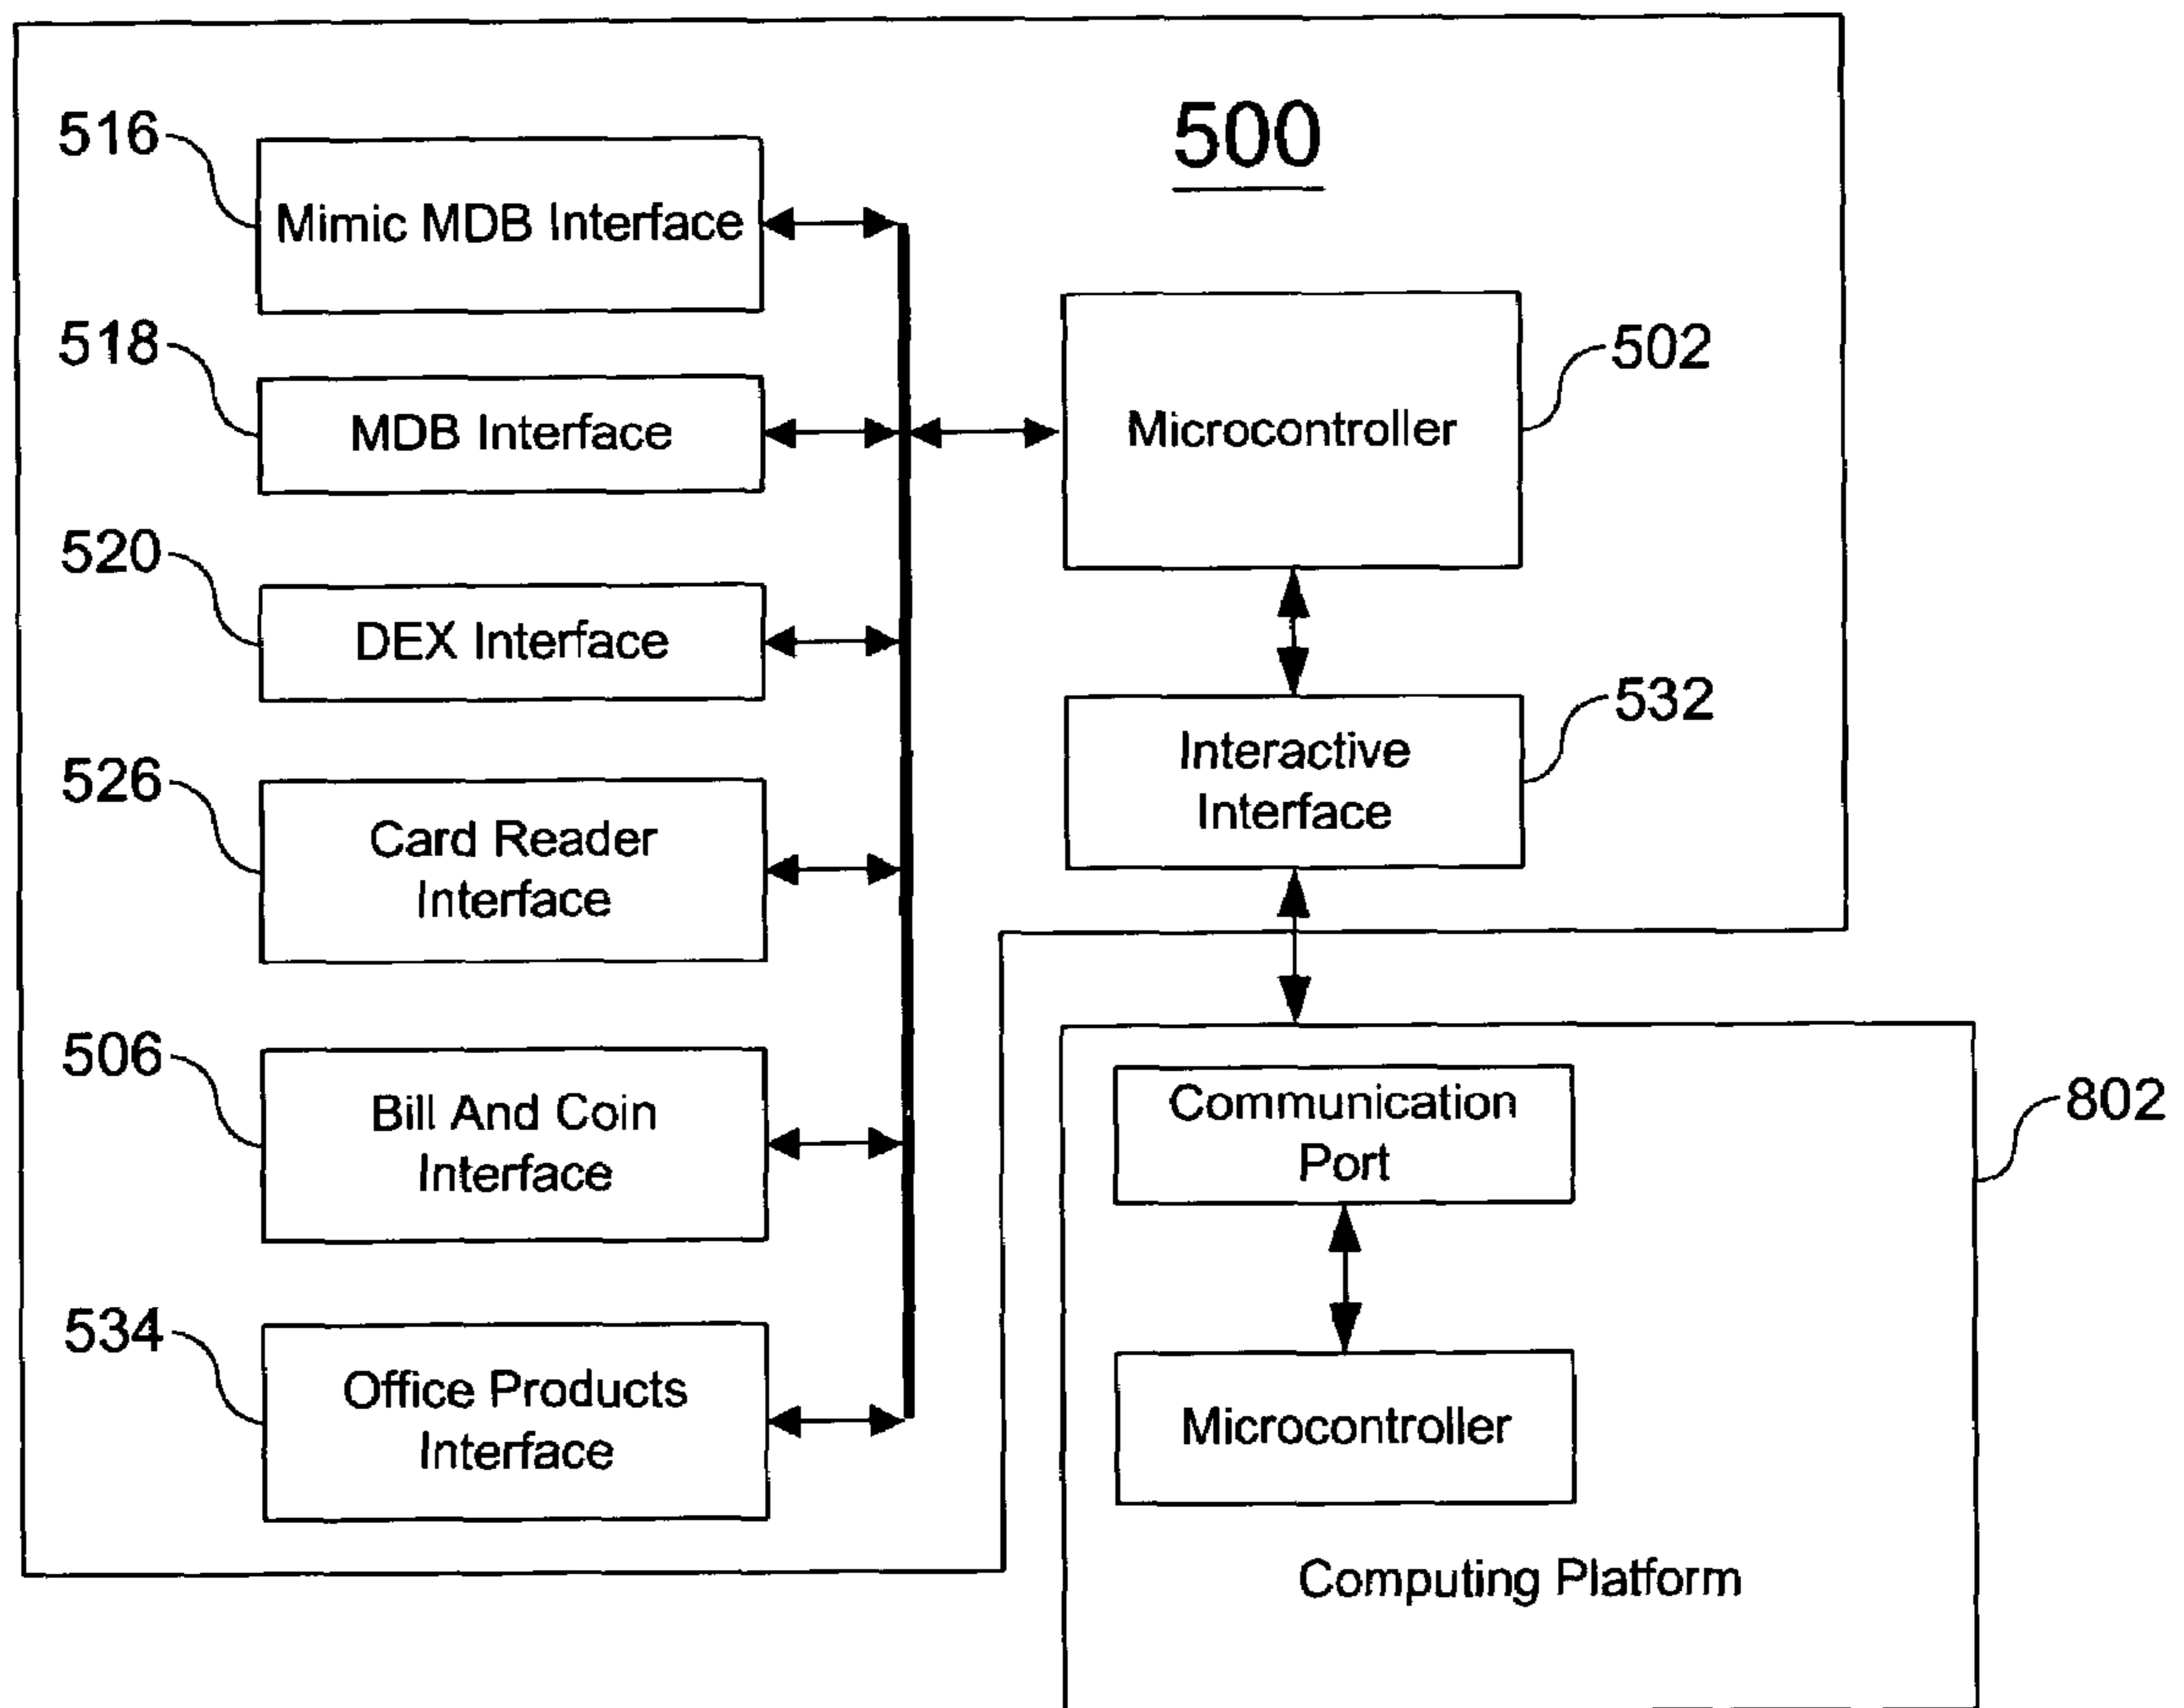 500
516
Mimic MDB Interface
518
MDB Interface
502
Microcontroller
520
DEX Interface
532
Interactive
Interface
526
Card Reader
Interface
506
Bill And Coin
Interface
802
Communication
Port
534
Office Products
Interface
Microcontroller
Computing Platform